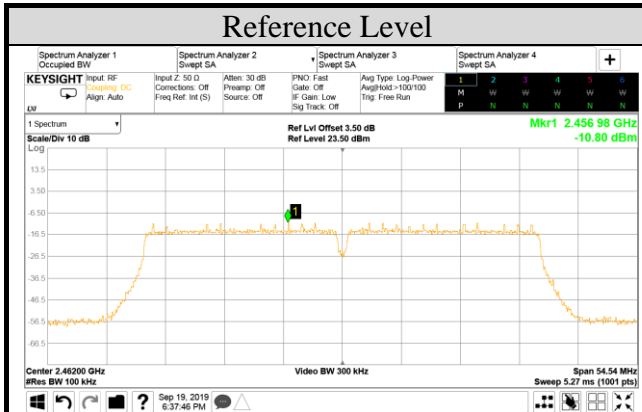 Reference Level
Spectrum Analyzer 1
Occupied BW
Spectrum Analyzer 2
Swept SA
Spectrum Analyzer 3
Swept SA
Spectrum Analyzer 4
Swept SA
+
KEYSIGHT
Input: RF
Coupling: DC
Align: Auto
Input Z: 50 Ω
Corrections: Off
Freq Ref: Int (S)
Atten: 30 dB
Preamp: Off
Source: Off
PNO: Fast
Gate: Off
IF Gain: Low
Sig Track: Off
Avg Type: Log-Power
Avg|Hold:>100/100
Trig: Free Run
1 2 3 4 5 6
M W W W W W
P N N N N N
LXI
1 Spectrum
Scale/Div 10 dB
Ref Lvl Offset 3.50 dB
Ref Level 23.50 dBm
Mkr1 2.456 98 GHz
-10.80 dBm
Log
13.5
3.50
-6.50
1
-16.5
-26.5
-36.5
-46.5
-56.5
-66.5
Center 2.46200 GHz
#Res BW 100 kHz
Video BW 300 kHz
Span 54.54 MHz
Sweep 5.27 ms (1001 pts)
?
Sep 19, 2019
6:37:46 PM